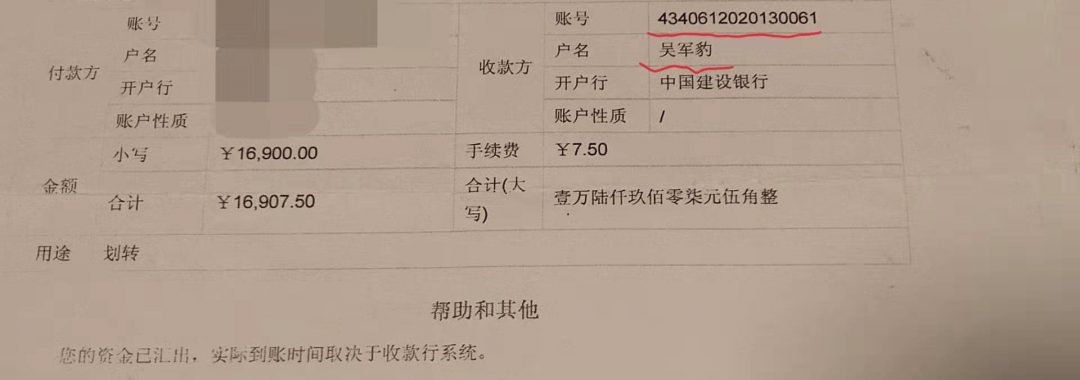 账号 账号 4340612020130061
付款方 户名 收款方 户名 吴军豹
开户行 开户行 中国建设银行
账户性质 账户性质 /
金额 小写 ￥16,900.00 手续费 ￥7.50
合计 ￥16,907.50 合计(大写) 壹万陆仟玖佰零柒元伍角整
用途 划转
帮助和其他
您的资金已汇出，实际到账时间取决于收款行系统。